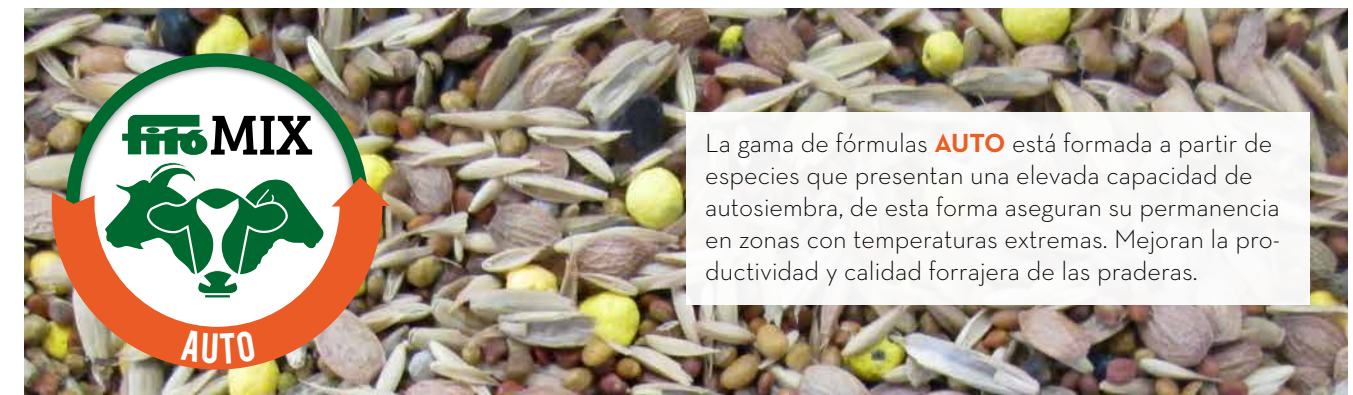 fitó MIX
AUTO
La gama de fórmulas AUTO está formada a partir de
especies que presentan una elevada capacidad de
autosiembra, de esta forma aseguran su permanencia
en zonas con temperaturas extremas. Mejoran la pro-
ductividad y calidad forrajera de las praderas.